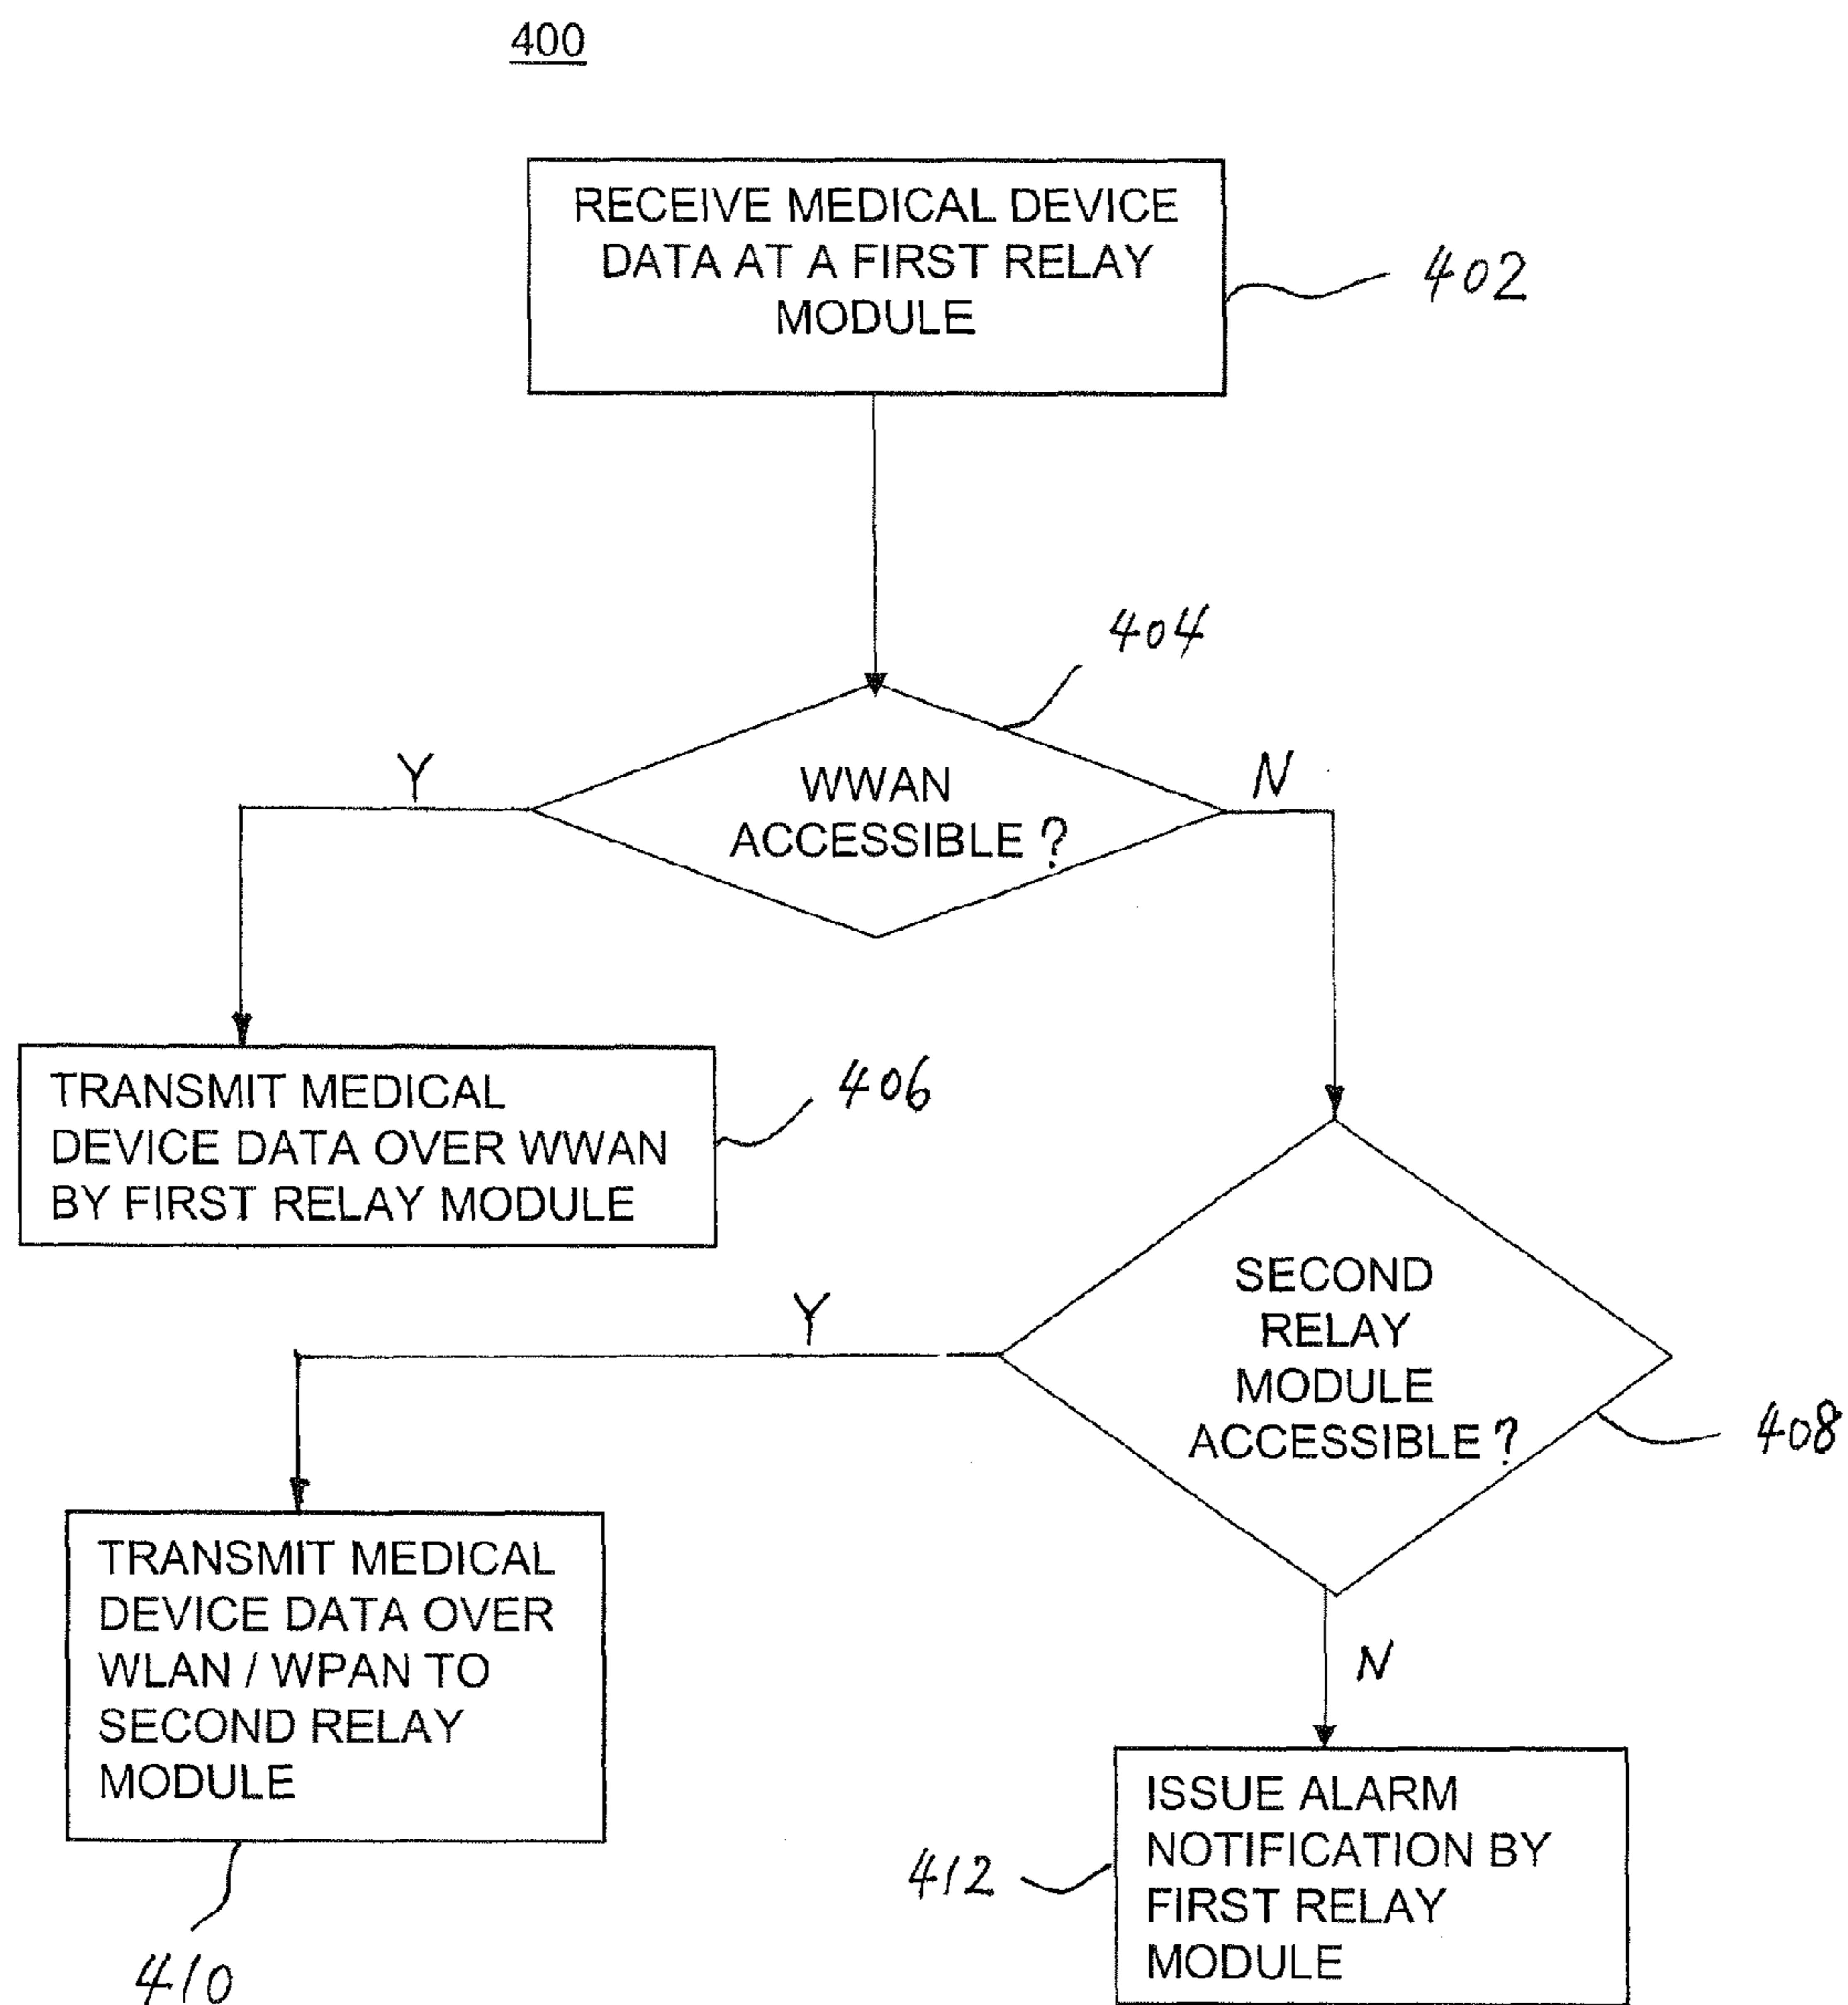 400
RECEIVE MEDICAL DEVICE
DATA AT A FIRST RELAY
MODULE
402
404
Y
WWAN
ACCESSIBLE ?
N
TRANSMIT MEDICAL
DEVICE DATA OVER WWAN
BY FIRST RELAY MODULE
406
Y
SECOND
RELAY
MODULE
ACCESSIBLE ?
408
TRANSMIT MEDICAL
DEVICE DATA OVER
WLAN / WPAN TO
SECOND RELAY
MODULE
410
N
412
ISSUE ALARM
NOTIFICATION BY
FIRST RELAY
MODULE